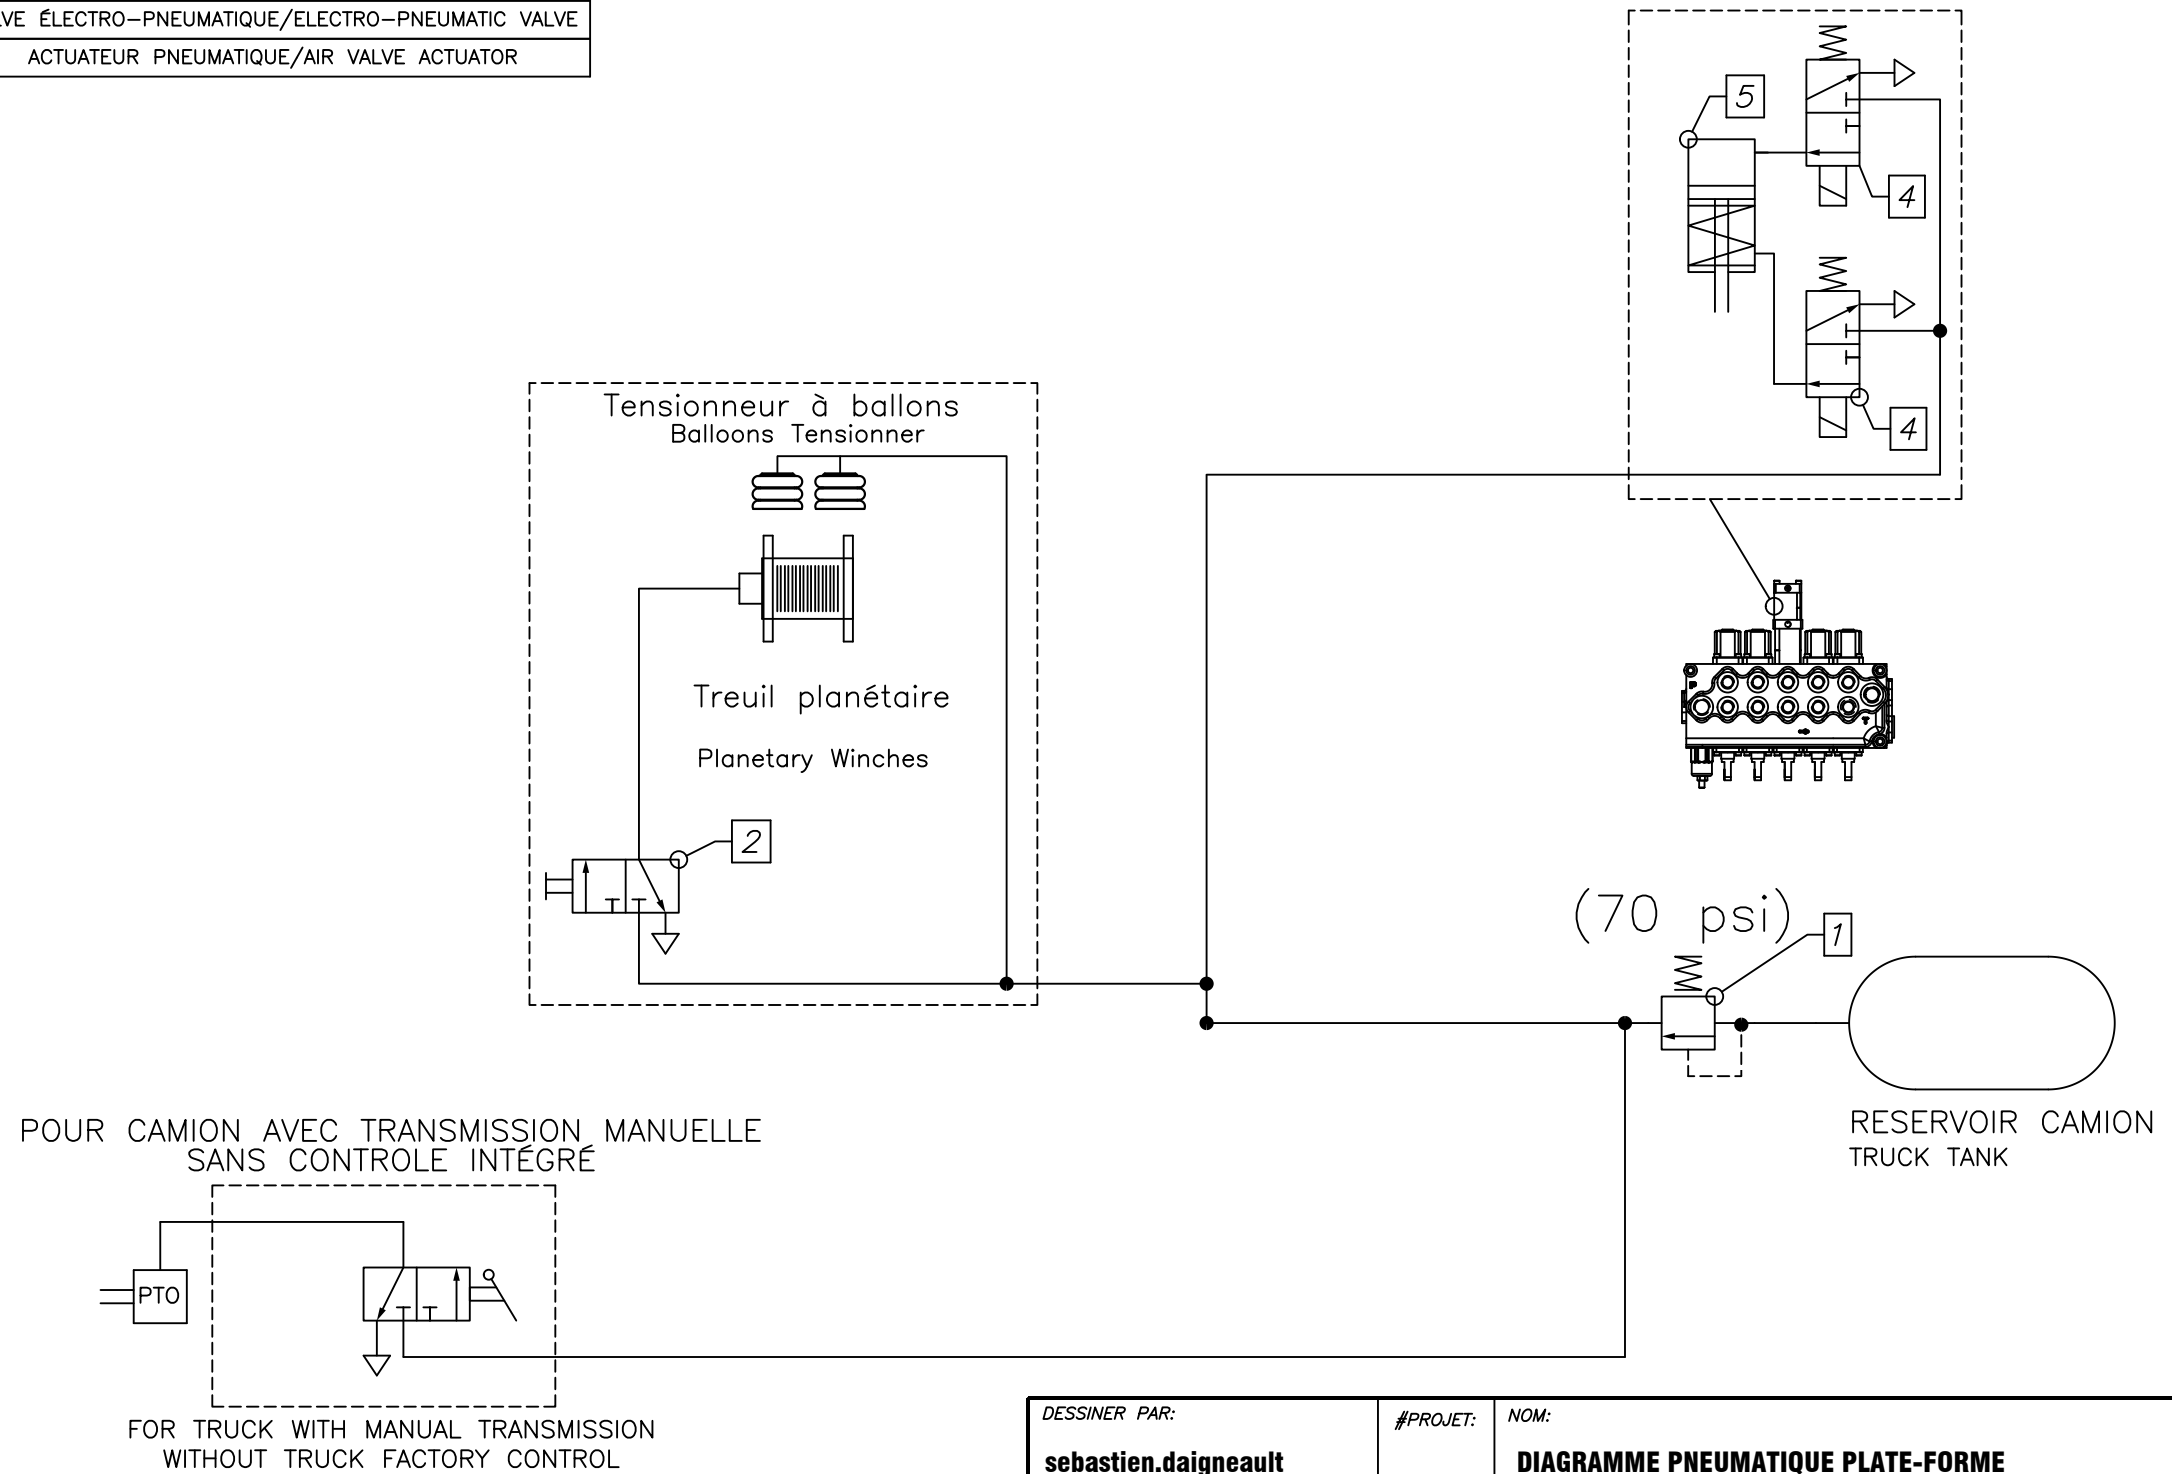 VE ÉLECTRO-PNEUMATIQUE/ELECTRO-PNEUMATIC VALVE
ACTUATEUR PNEUMATIQUE/AIR VALVE ACTUATOR
5
4
4
Tensionneur à ballons
Balloons Tensionner
Treuil planétaire
Planetary Winches
2
P
T
(70 psi)
1
RESERVOIR CAMION
TRUCK TANK
POUR CAMION AVEC TRANSMISSION MANUELLE
SANS CONTROLE INTÉGRÉ
PTO
FOR TRUCK WITH MANUAL TRANSMISSION
WITHOUT TRUCK FACTORY CONTROL
DESSINER PAR:
sebastien.daigneault
#PROJET:
NOM:
DIAGRAMME PNEUMATIQUE PLATE-FORME